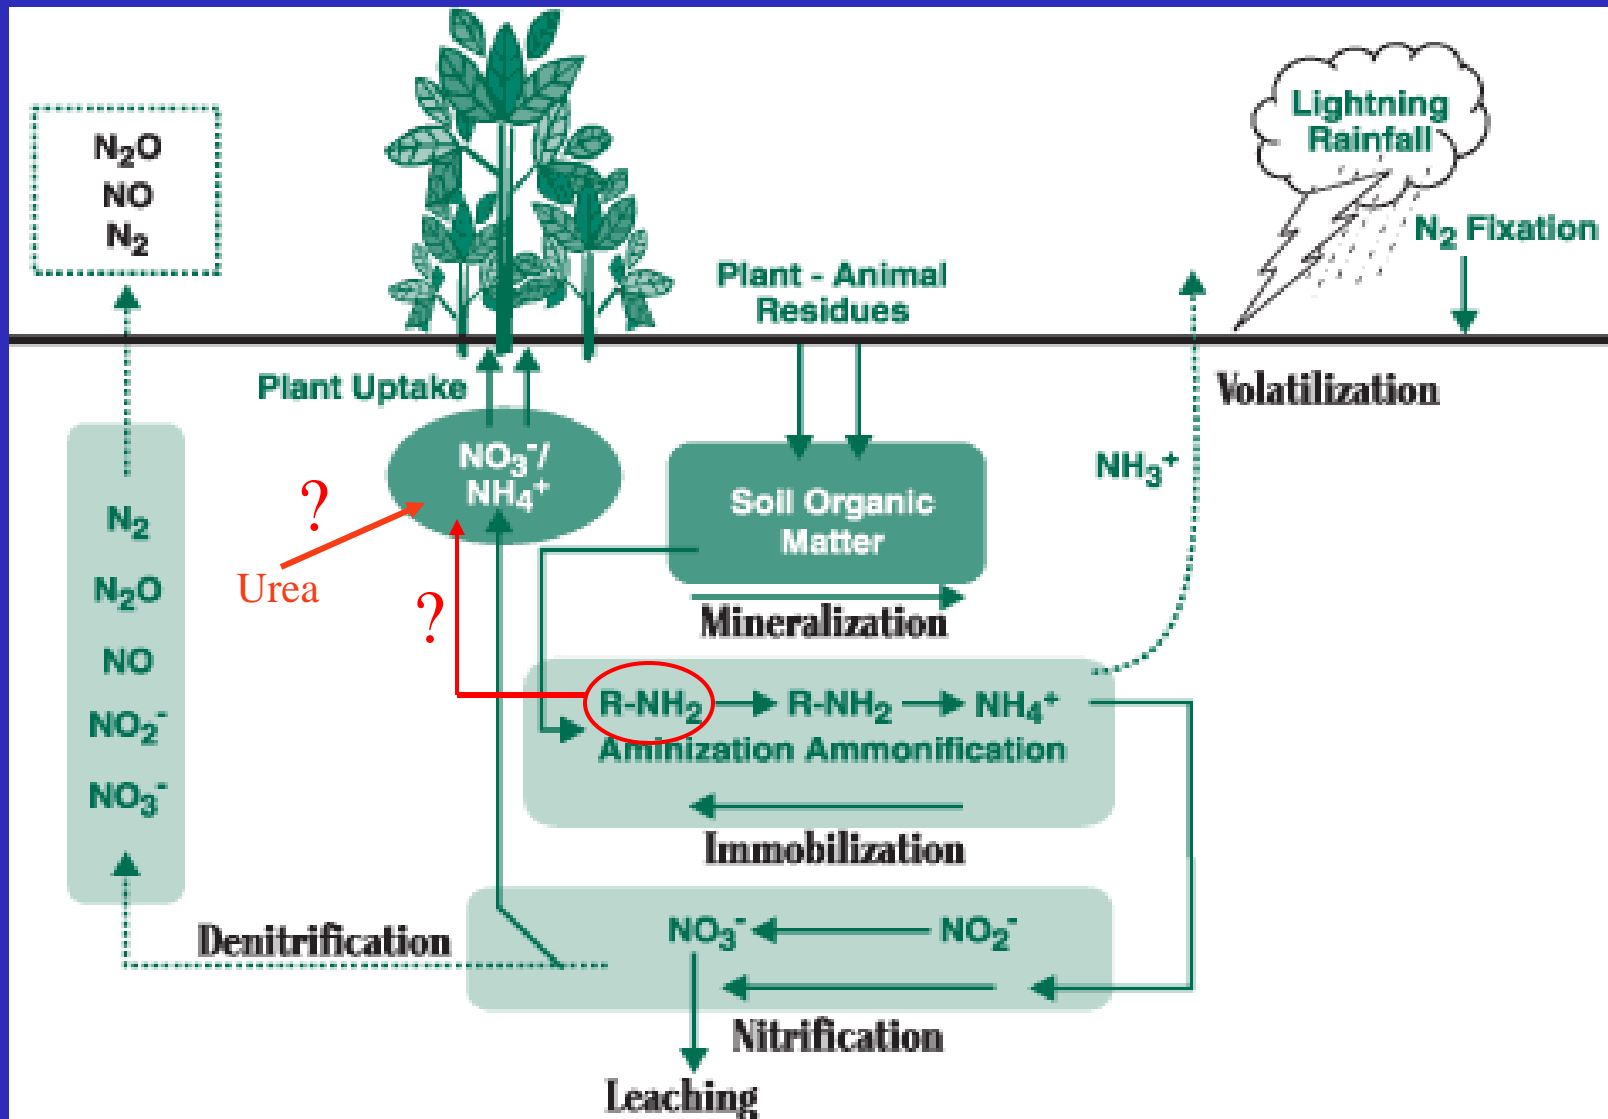 N₂O
NO
N₂
Lightning
Rainfall
N₂ Fixation
Plant - Animal
Residues
Plant Uptake
Volatilization
NO₃⁻/
NH₄⁺
NH₃⁺
Soil Organic
Matter
?
Urea
?
Mineralization
N₂
N₂O
NO
NO₂⁻
NO₃⁻
R-NH₂ R-NH₂ NH₄⁺
Aminization Ammonification
Immobilization
Denitrification
NO₃⁻ NO₂⁻
Nitrification
Leaching